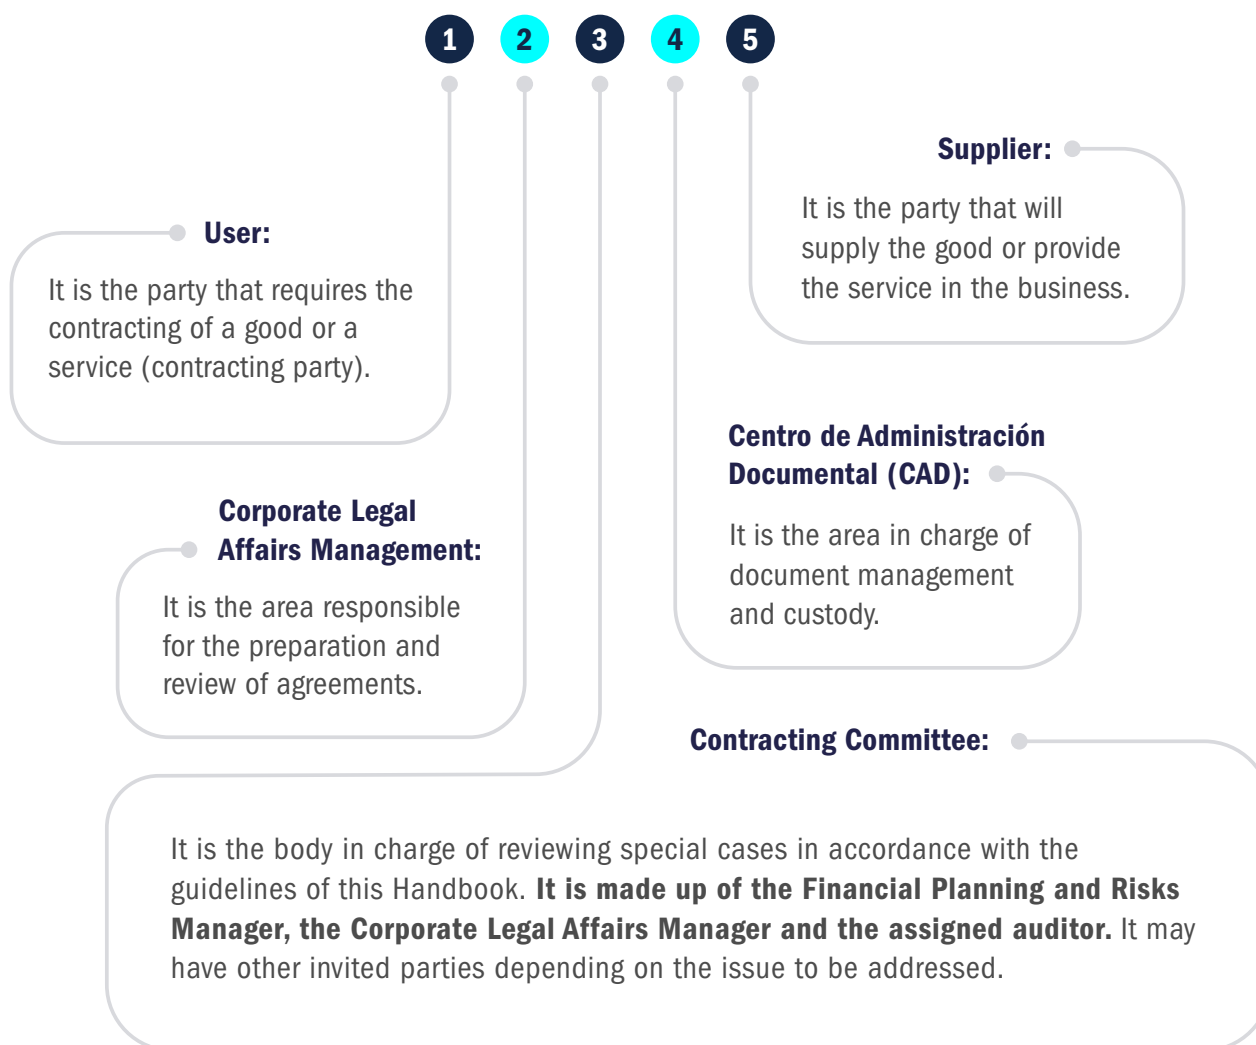 1 2 3 4 5
User:
It is the party that requires the
contracting of a good or a
service (contracting party).
Corporate Legal
Affairs Management:
It is the area responsible
for the preparation and
review of agreements.
Contracting Committee:
It is the body in charge of reviewing special cases in accordance with the
guidelines of this Handbook. It is made up of the Financial Planning and Risks
Manager, the Corporate Legal Affairs Manager and the assigned auditor. It may
have other invited parties depending on the issue to be addressed.
Centro de Administración
Documental (CAD):
It is the area in charge of
document management
and custody.
Supplier:
It is the party that will
supply the good or provide
the service in the business.